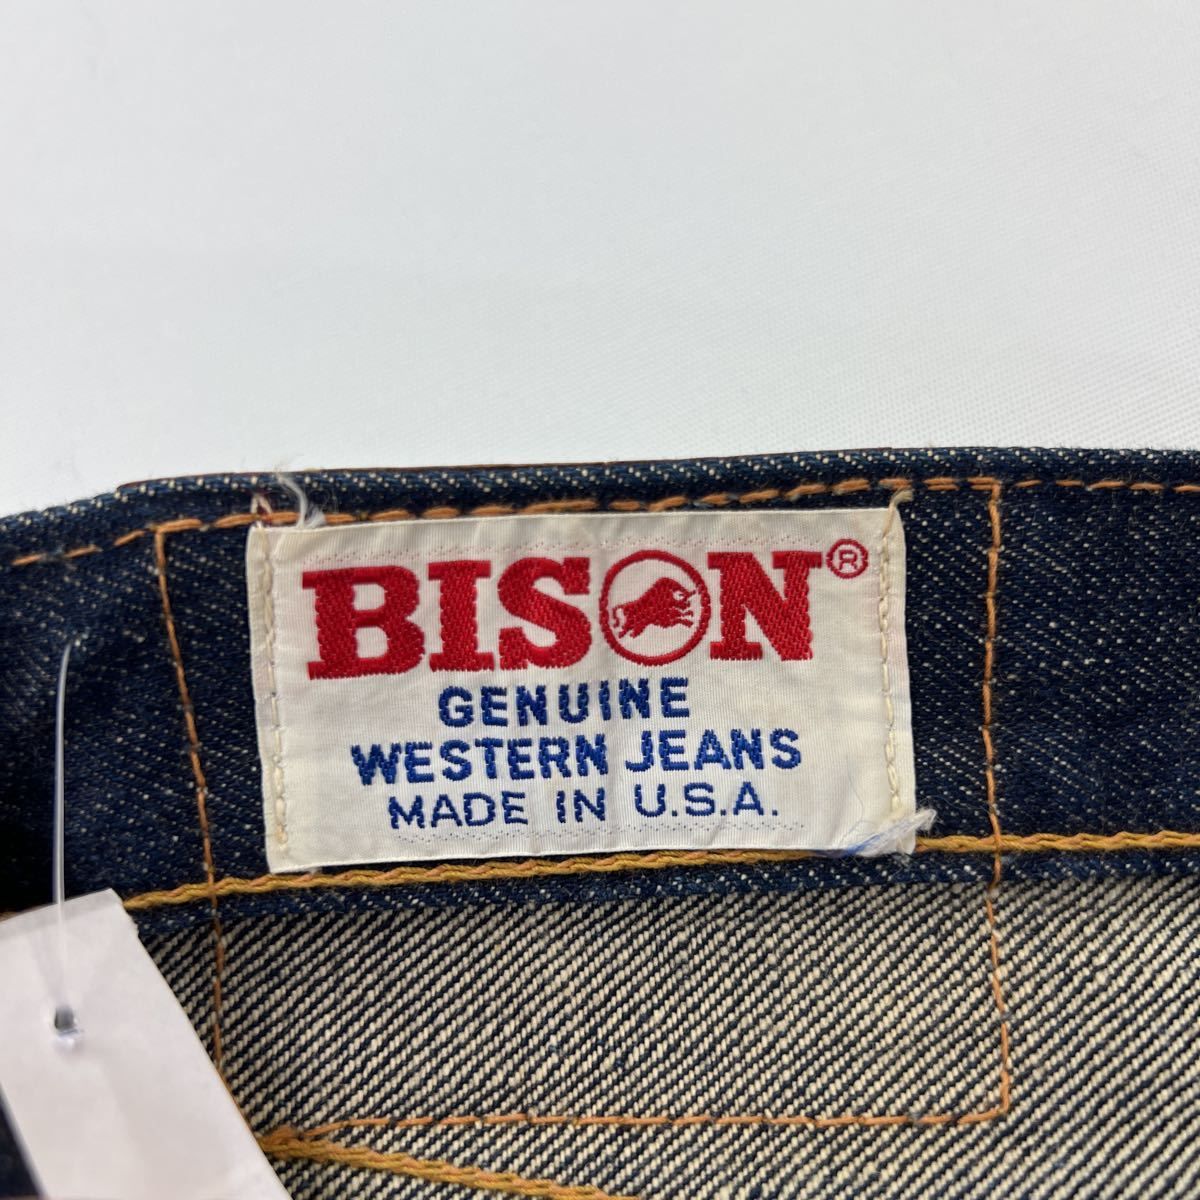 BISON®
GENUINE
WESTERN JEANS
MADE IN U.S.A.